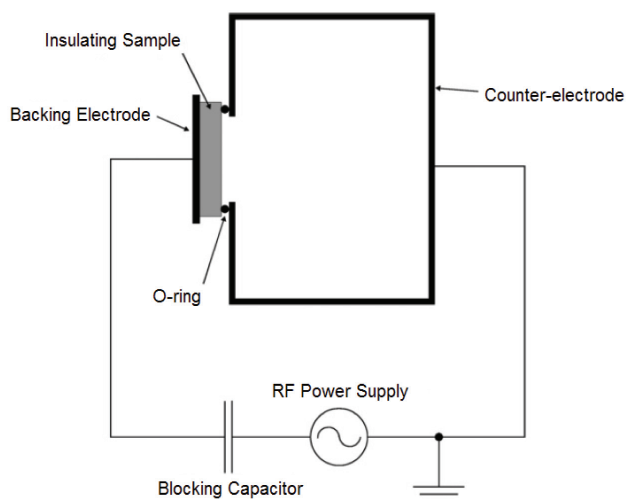 Insulating Sample
Counter-electrode
Backing Electrode
O-ring
RF Power Supply
Blocking Capacitor